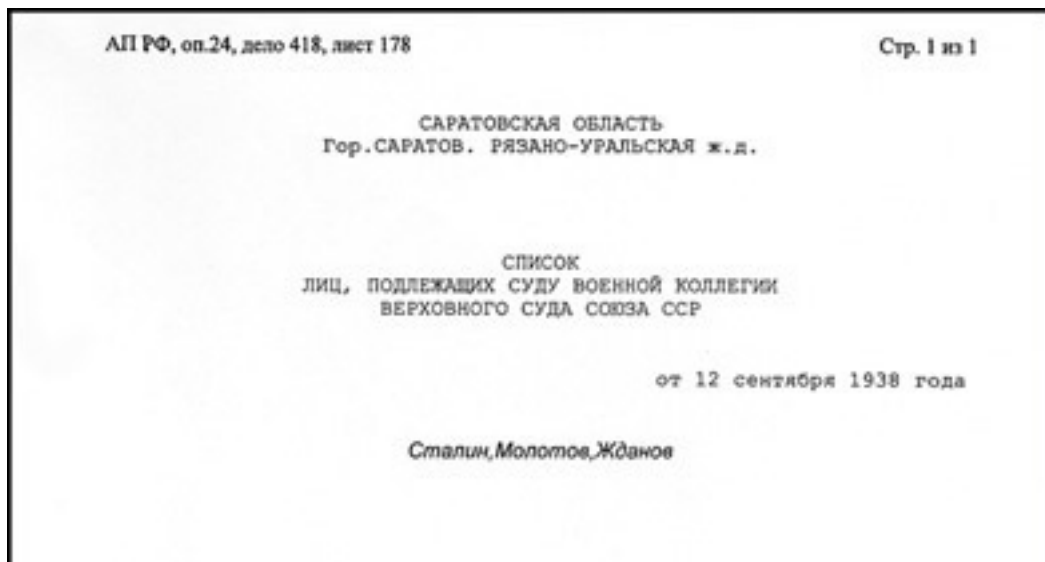 АП РФ, оп.24, дело 418, лист 178
Стр. 1 из 1
САРАТОВСКАЯ ОБЛАСТЬ
Гор.САРАТОВ. РЯЗАНО-УРАЛЬСКАЯ ж.д.
СПИСОК
ЛИЦ, ПОДЛЕЖАЩИХ СУДУ ВОЕННОЙ КОЛЛЕГИИ
ВЕРХОВНОГО СУДА СОЮЗА ССР
от 12 сентября 1938 года
Сталин,Молотов,Жданов